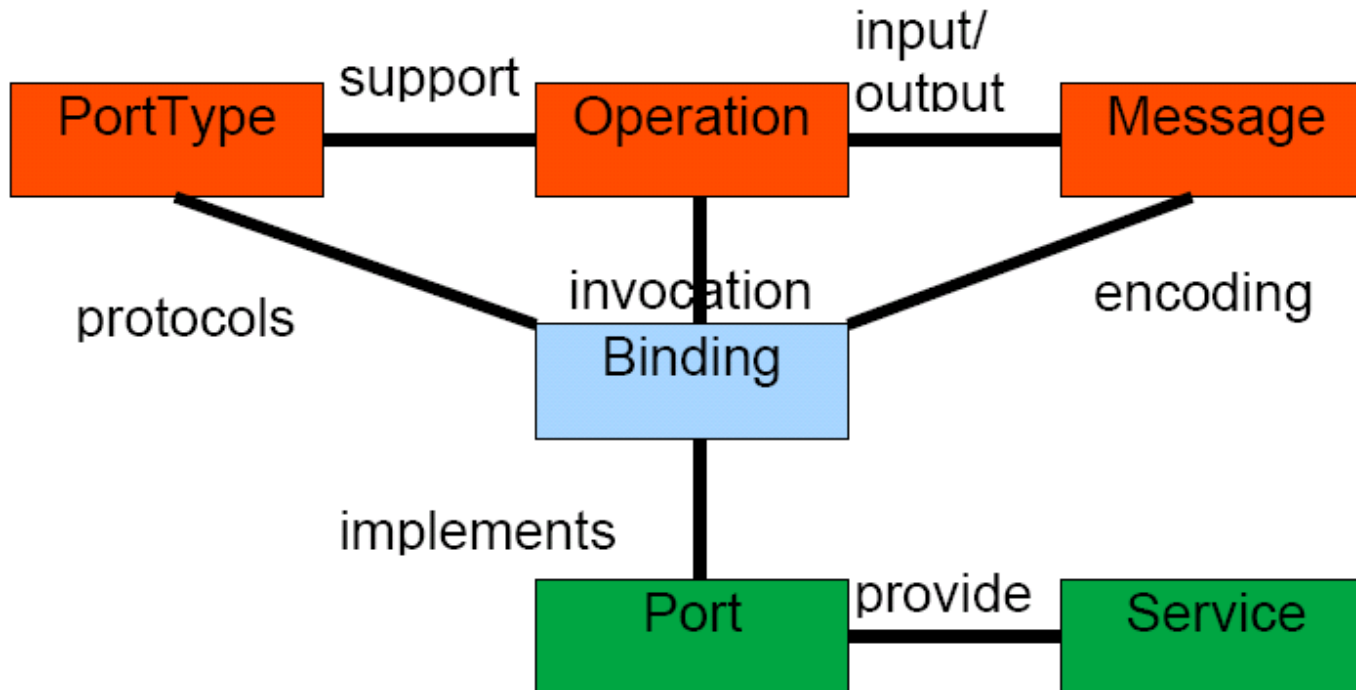 support
input/
output
PortType
Operation
Message
protocols
invocation
encoding
Binding
implements
Port
provide
Service